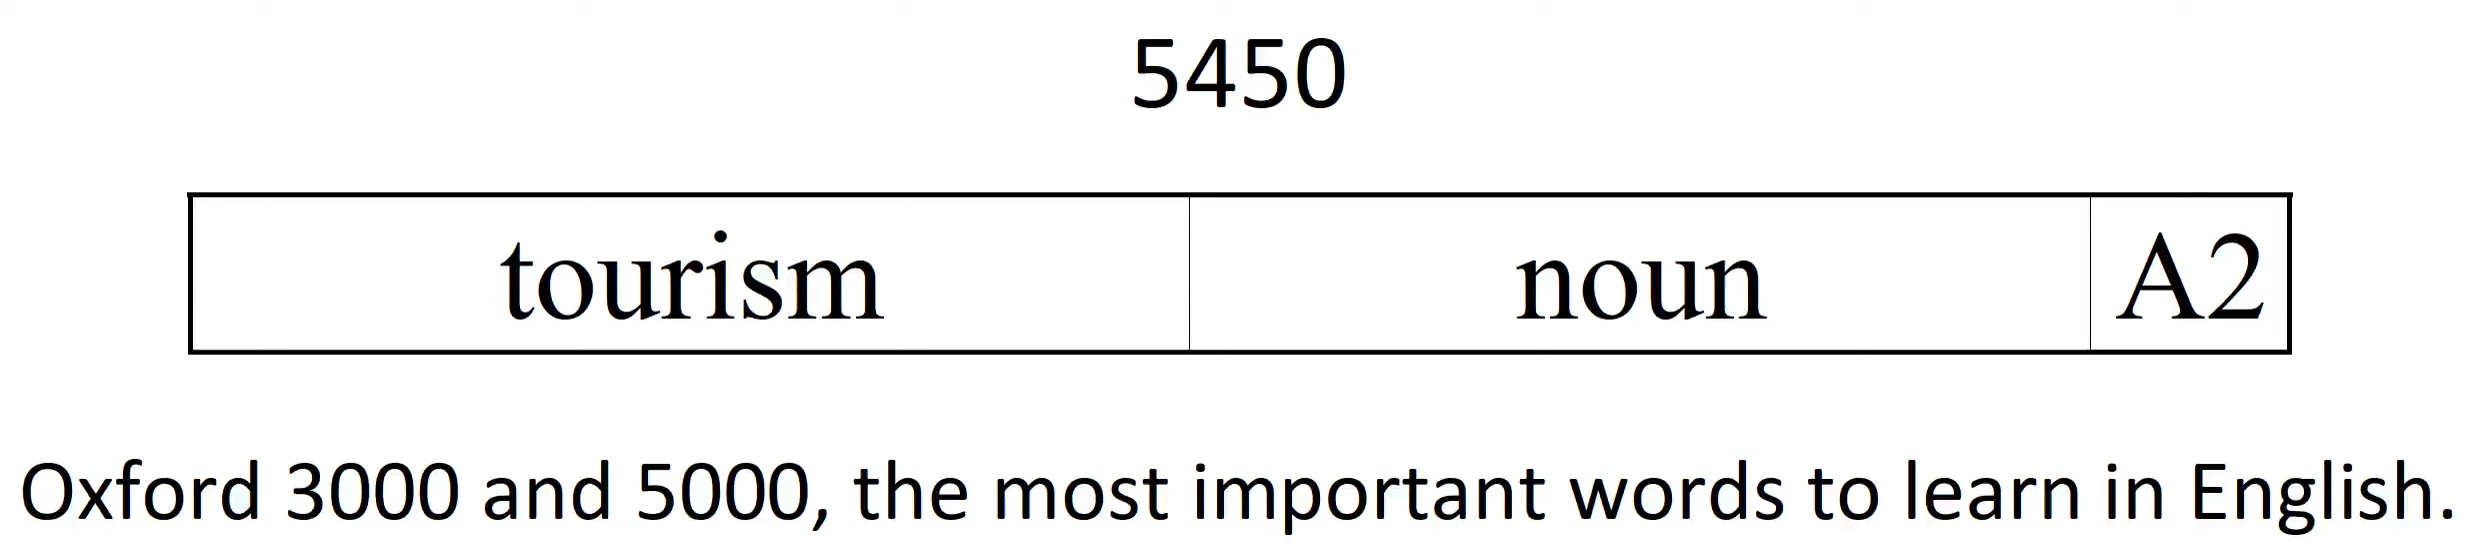 5450
tourism noun A2
Oxford 3000 and 5000, the most important words to learn in English.